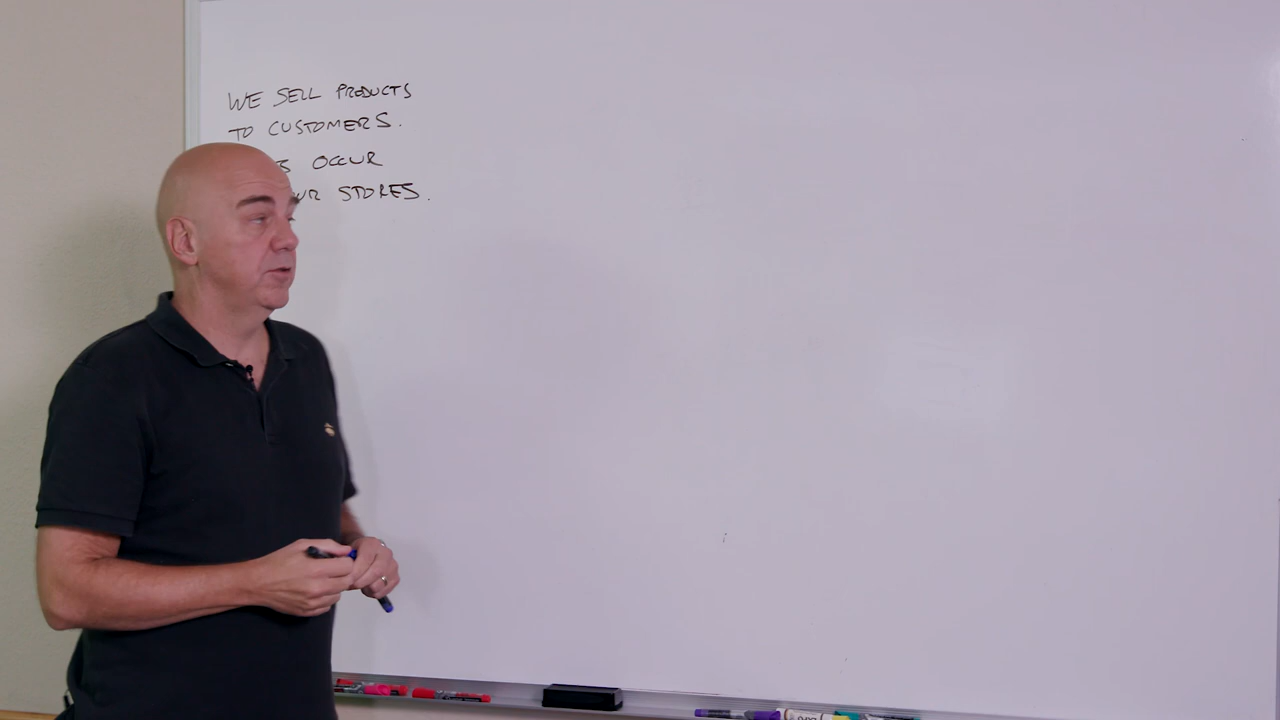 WE SELL PRODUCTS
TO CUSTOMERS.
OCCUR
STORES.